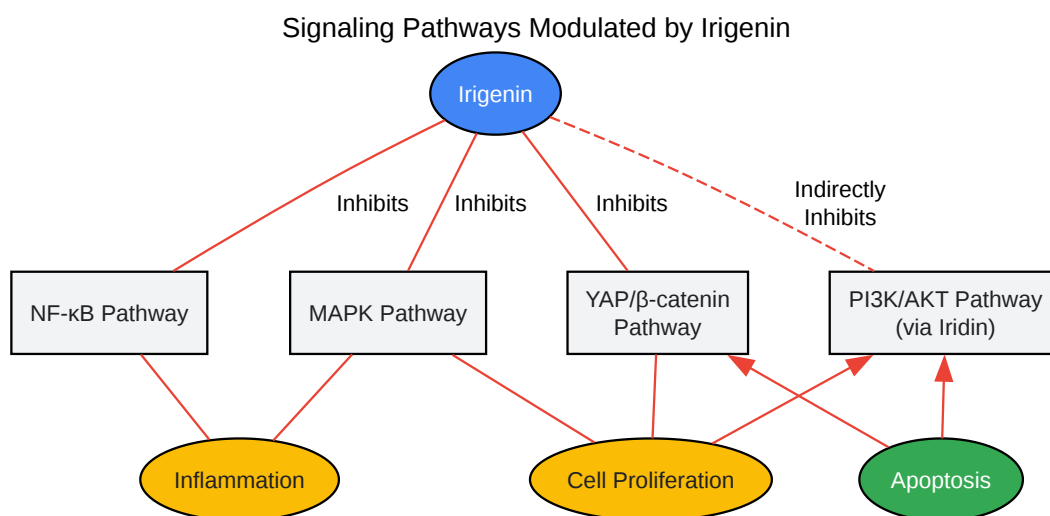 Signaling Pathways Modulated by Irigenin
Irigenin
Inhibits
Inhibits
Inhibits
Indirectly
Inhibits
NF-κB Pathway
MAPK Pathway
YAP/β-catenin
Pathway
PI3K/AKT Pathway
(via Iridin)
Inflammation
Cell Proliferation
Apoptosis